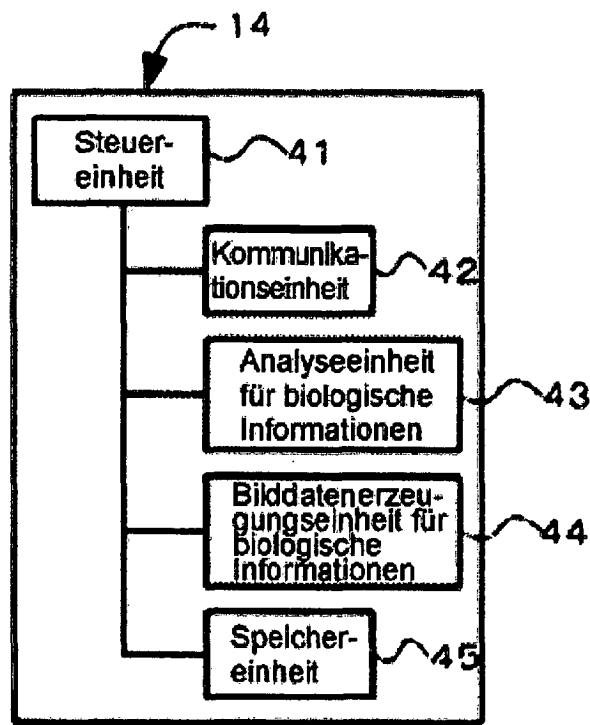 14
Steuer-
einheit
41
Kommunika-
tionseinheit
42
Analyseeinheit
für biologische
Informationen
43
Bilddatenerzeu-
gungseinheit für
biologische
Informationen
44
Speicher-
einheit
45